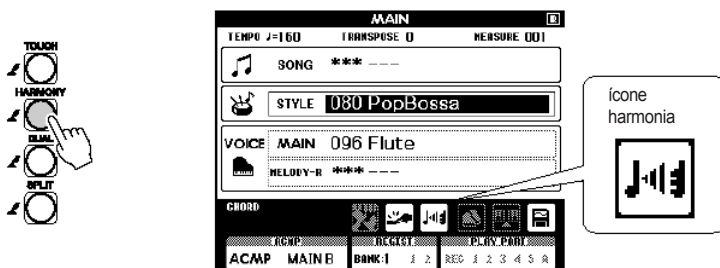 TOUCH
HARMONY
DUAL
SPLIT
MAIN
TEMPO ♩=160 TRANSPOSE 0 MEASURE 001
SONG *** ---
STYLE 080 PopBossa
VOICE MAIN 096 Flute
MELODY-R *** ---
CHORD
ACMP REGIST PLAY PART
ACMP MAIN B BANK:1 1 2 REC 1 2 3 4 5 A
ícone
harmonia